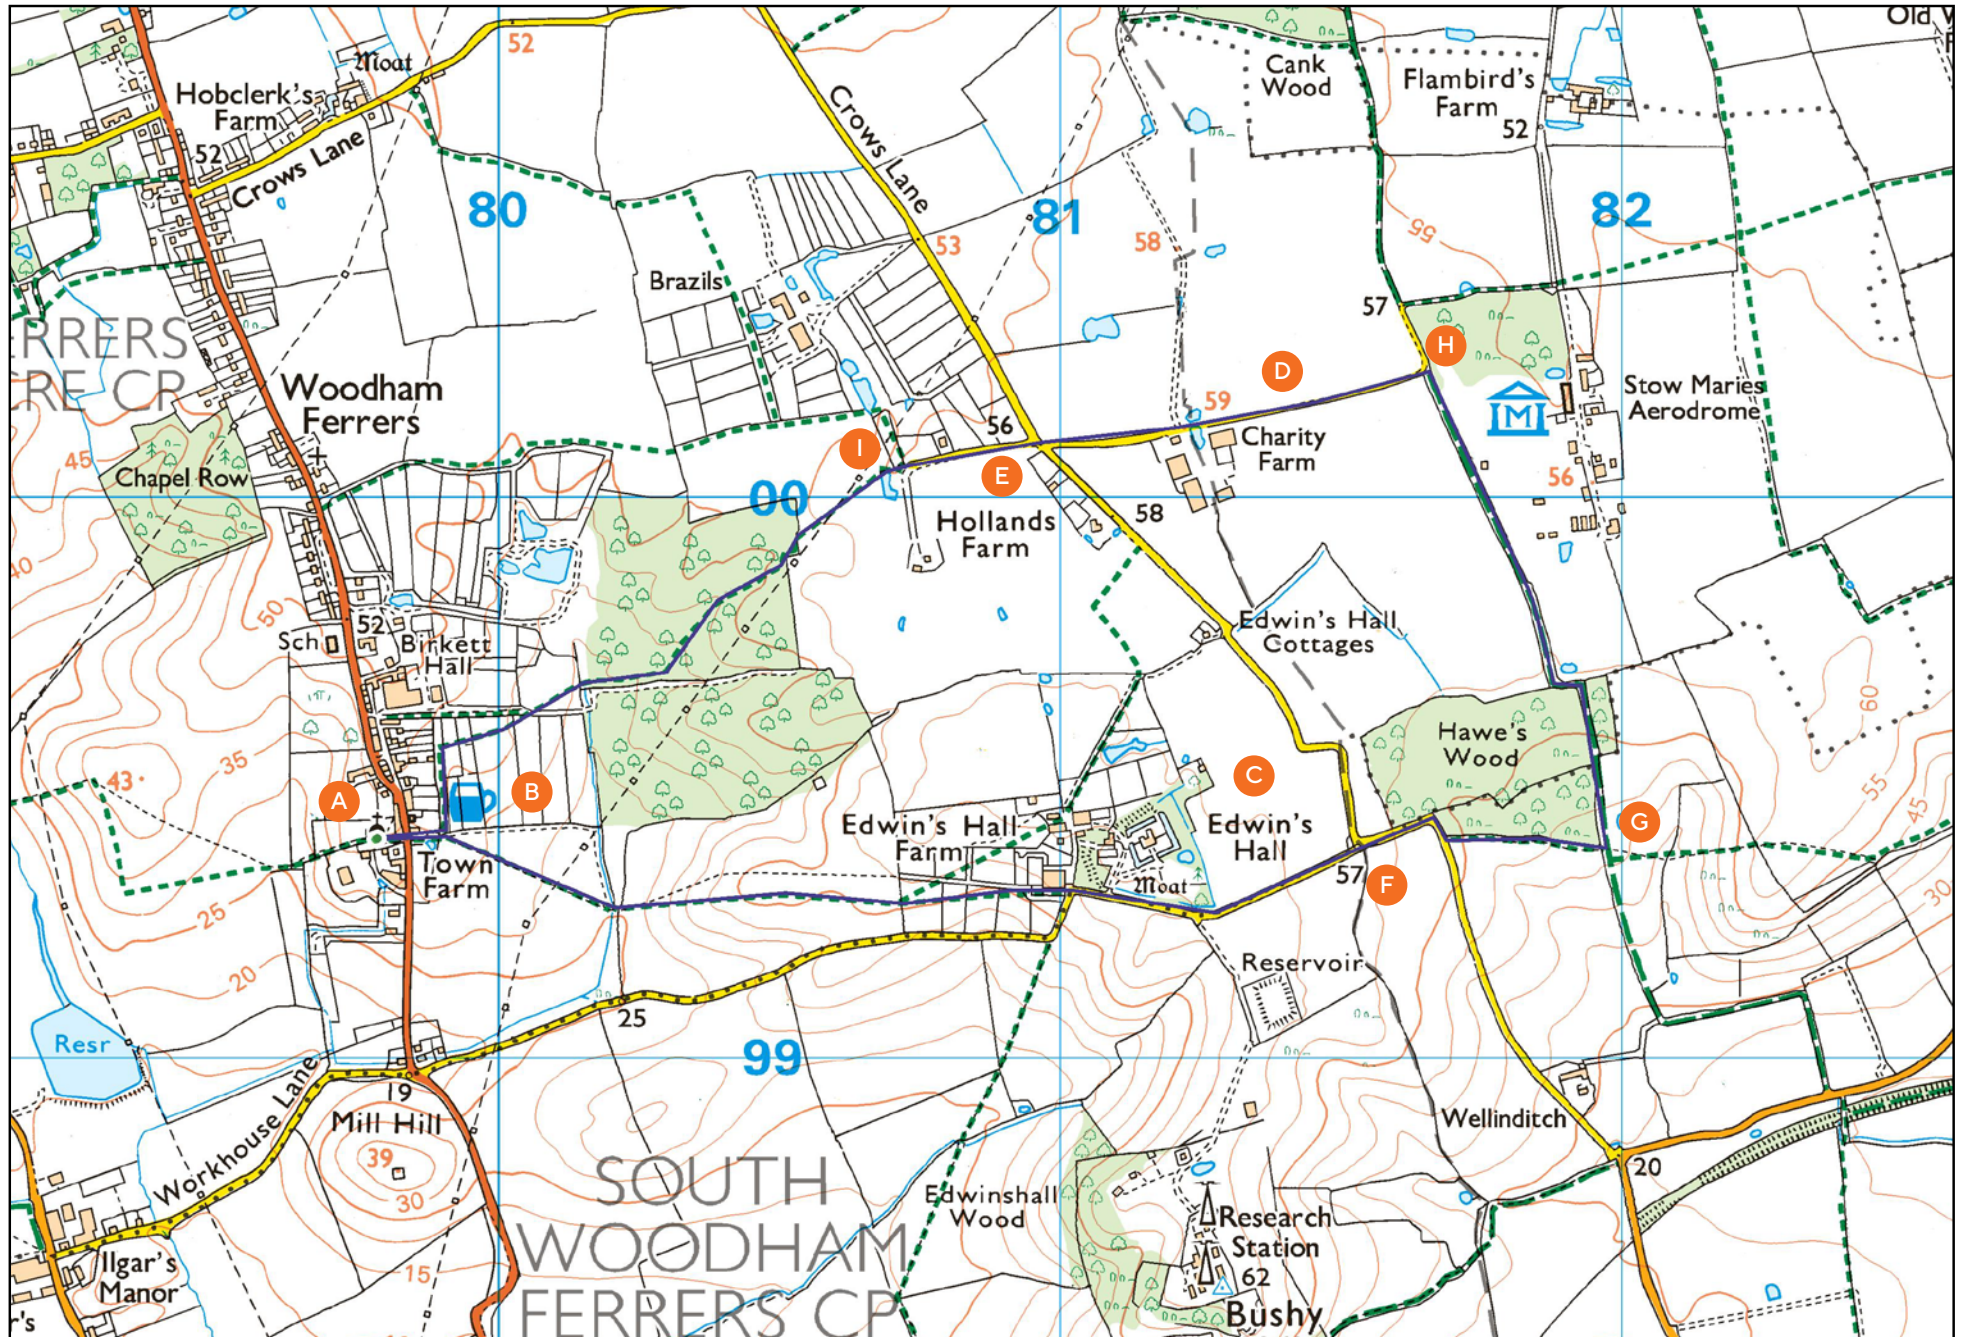 52
Old
Moat
Hobclerk's
Farm
52
Crows Lane
Crows Lane
Cank
Wood
Flambird's
Farm
52
80
81
82
53
58
55
Brazils
57
RRERS
RE CP
Woodham
Ferrers
H
D
59
Stow Maries
Aerodrome
M
56
I
E
Charity
Farm
45
Chapel Row
00
56
58
Hollands
Farm
40
50
Sch
52
Birkett
Hall
Edwin's Hall
Cottages
60
Hawe's
Wood
43
35
A
B
C
55
45
G
Edwin's Hall
Farm
Edwin's
Hall
Town
Farm
Moat
57
F
25
30
20
Reservoir
25
Resr
99
19
Mill Hill
Workhouse Lane
39
30
Wellinditch
20
SOUTH
WOODHAM
FERRERS CP
Edwinshall
Wood
Research
Station
62
Bushy
Ilgar's
Manor
15
r's